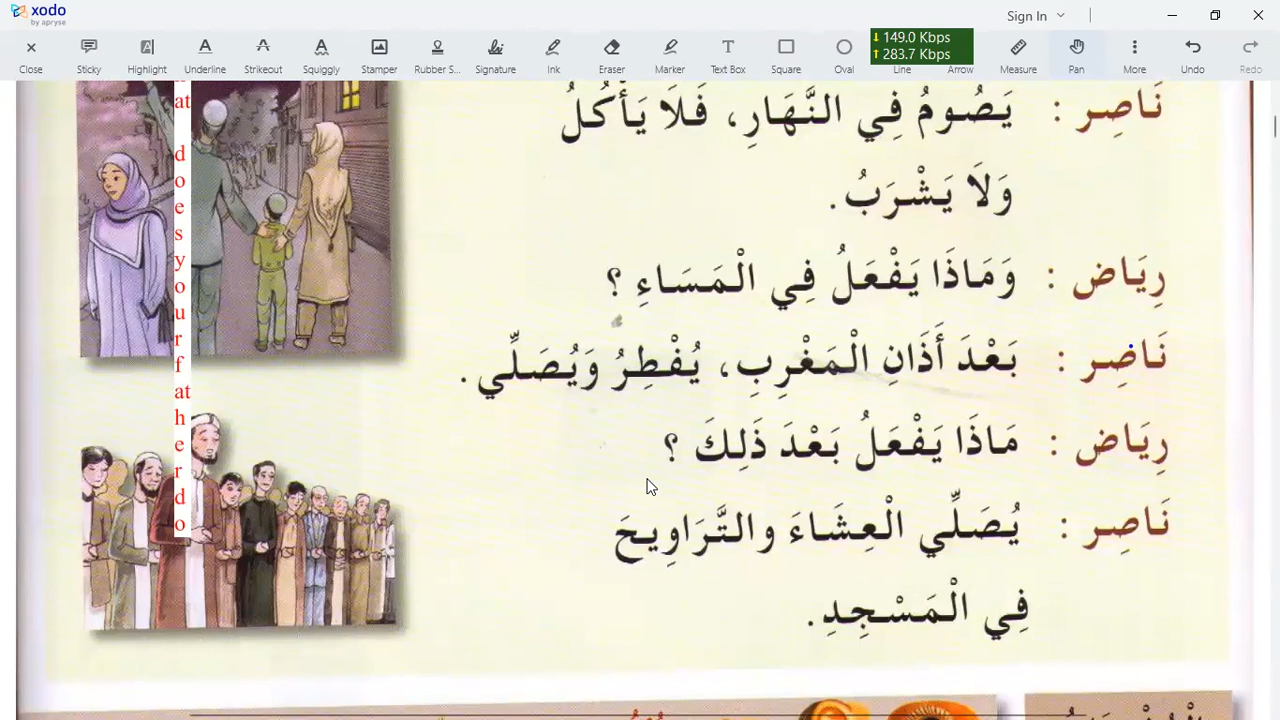 xodo
by apryse
Sign In
Close
Sticky
Highlight
Underline
Strikeout
Squiggly
Stamper
Rubber S...
Signature
Ink
Eraser
Marker
Text Box
Square
Oval
149.0 Kbps
283.7 Kbps
Line
Arrow
Measure
Pan
More
Undo
Redo
نَاصِر : يَصُومُ فِي النَّهَارِ، فَلَا يَأْكُلُ
وَلَا يَشْرَبُ.
رِيَاض : وَمَاذَا يَفْعَلُ فِي الْمَسَاءِ ؟
نَاصِر : بَعْدَ أَذَانِ الْمَغْرِبِ، يُفْطِرُ وَيُصَلِّي.
رِيَاض : مَاذَا يَفْعَلُ بَعْدَ ذَلِكَ ؟
نَاصِر : يُصَلِّي الْعِشَاءَ والتَّرَاوِيحَ
فِي الْمَسْجِدِ.
at
d
o
e
s
y
o
u
r
f
at
h
e
r
d
o